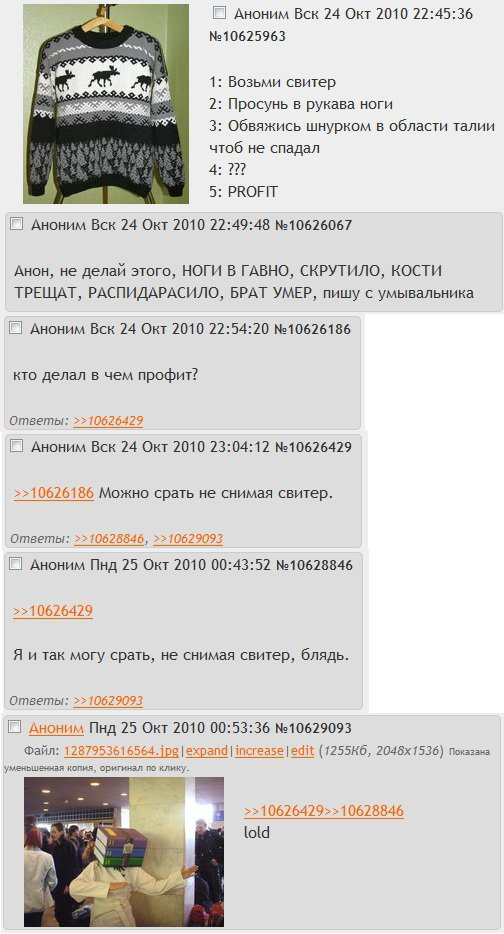 Аноним Вск 24 Окт 2010 22:45:36
№10625963
1: Возьми свитер
2: Просунь в рукава ноги
3: Обвяжись шнурком в области талии
чтоб не спадал
4: ???
5: PROFIT
Аноним Вск 24 Окт 2010 22:49:48 №10626067
Анон, не делай этого, НОГИ В ГАВНО, СКРУТИЛО, КОСТИ
ТРЕЩАТ, РАСПИДАРАСИЛО, БРАТ УМЕР, пишу с умывальника
Аноним Вск 24 Окт 2010 22:54:20 №10626186
кто делал в чем профит?
Ответы: >>10626429
Аноним Вск 24 Окт 2010 23:04:12 №10626429
>>10626186 Можно срать не снимая свитер.
Ответы: >>10628846, >>10629093
Аноним Пнд 25 Окт 2010 00:43:52 №10628846
>>10626429
Я и так могу срать, не снимая свитер, блядь.
Ответы: >>10629093
Аноним Пнд 25 Окт 2010 00:53:36 №10629093
Файл: 1287953616564.jpg|expand|increase|edit (1255Кб, 2048x1536) Показана
уменьшенная копия, оригинал по клику.
>>10626429>>10628846
lold